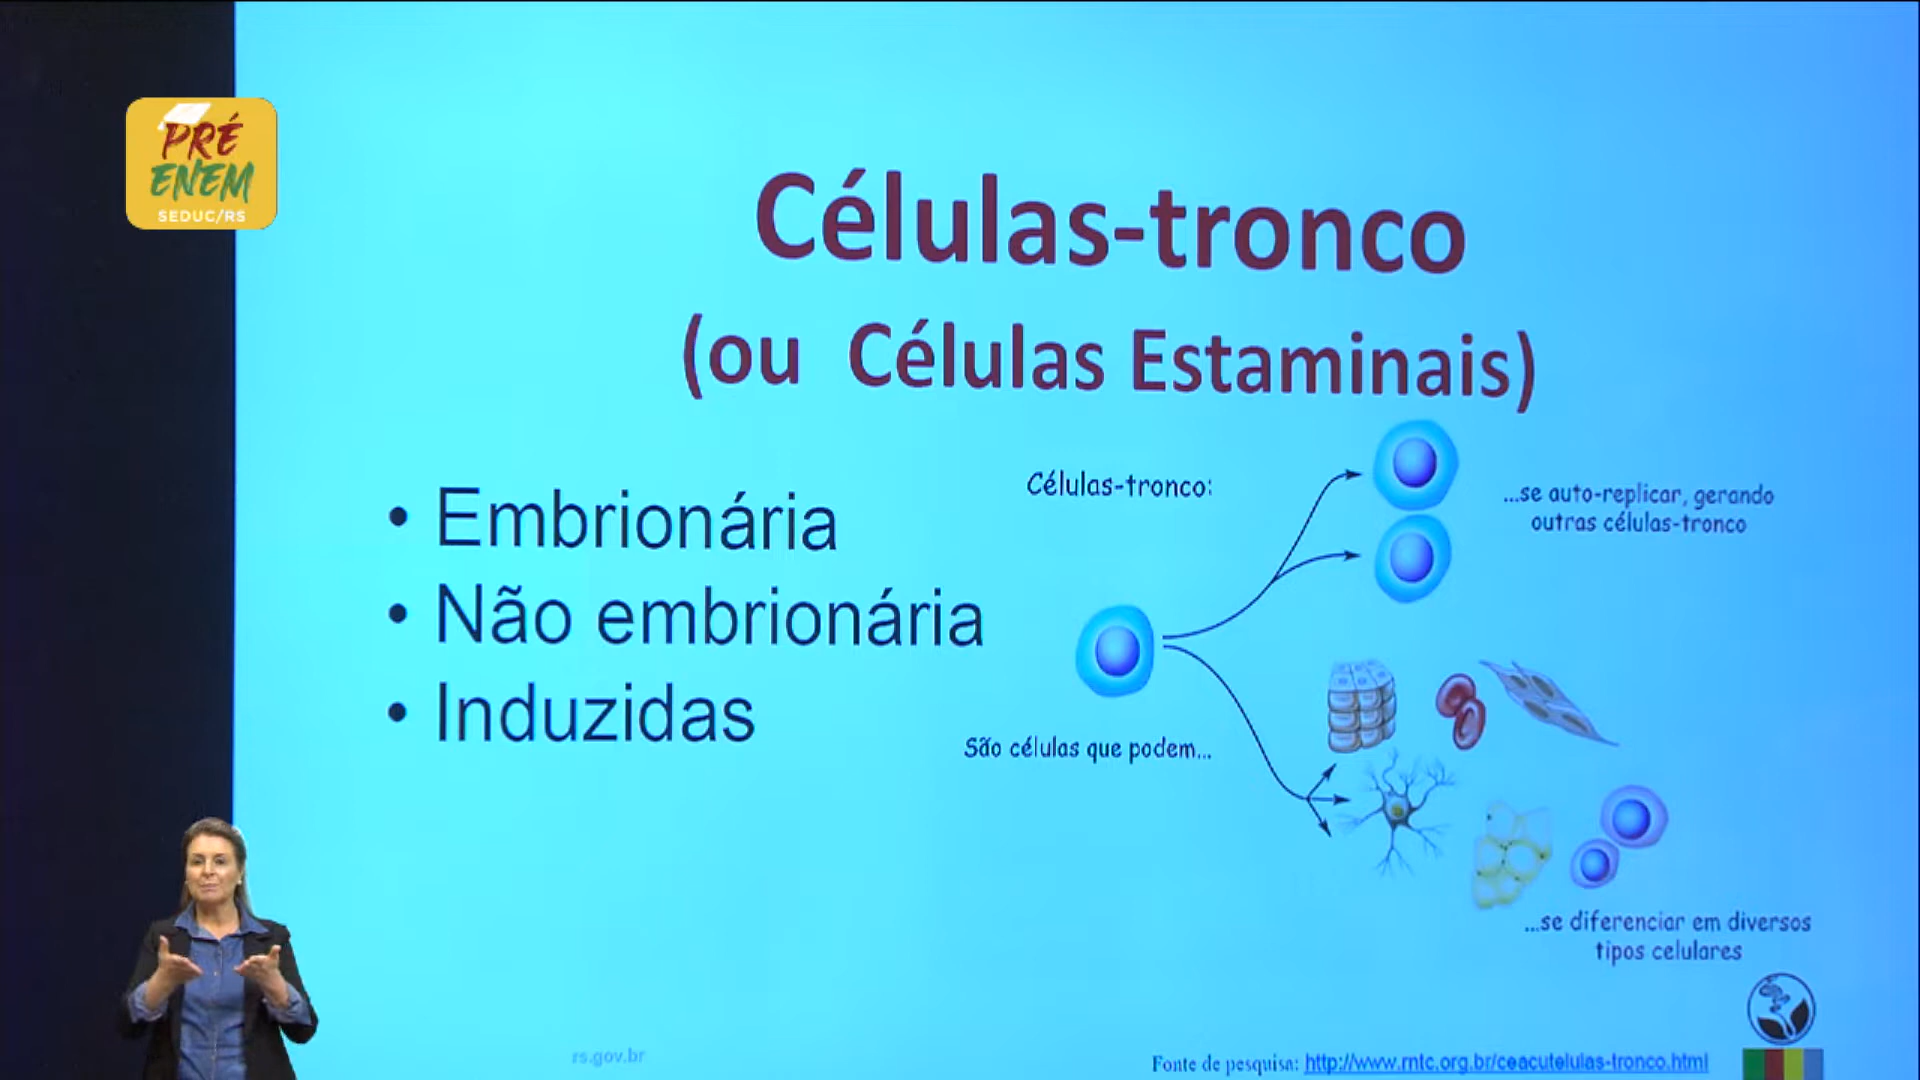 PRÉ
ENEM
SEDUC/RS
Células-tronco
(ou Células Estaminais)
• Embrionária
• Não embrionária
• Induzidas
Células-tronco:
...se auto-replicar, gerando
outras células-tronco
São células que podem...
...se diferenciar em diversos
tipos celulares
rs.gov.br
Fonte de pesquisa: http://www.rntc.org.br/ceacutelulas-tronco.html